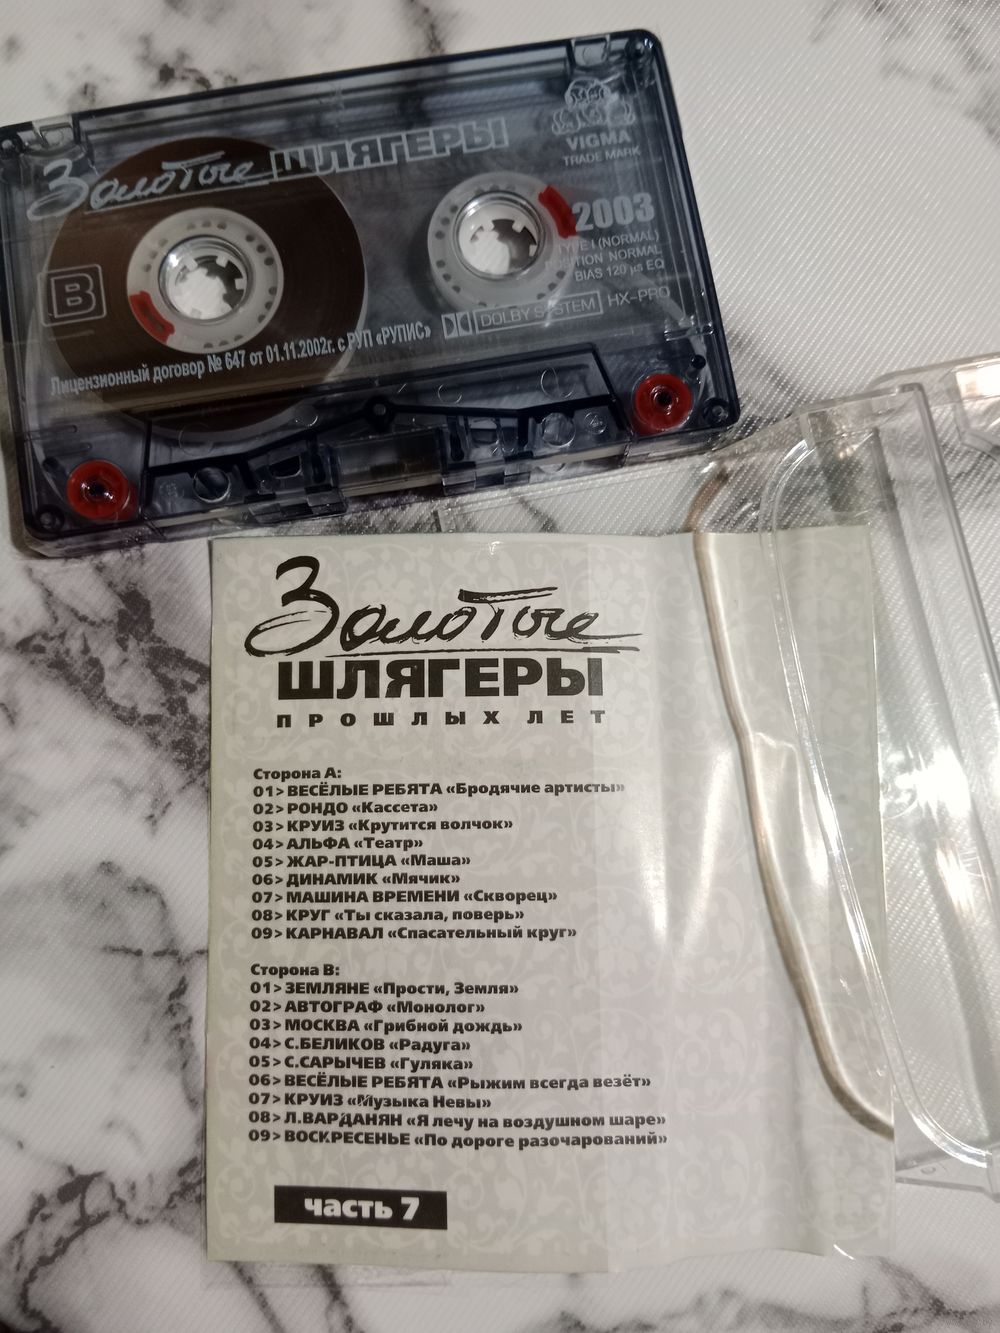 Золотые ШЛЯГЕРЫ
VIGMA
TRADE MARK
2003
TYPE I (NORMAL)
POSITION NORMAL
BIAS 120 µs EQ
B
DOLBY SYSTEM HX-PRO
Лицензионный договор № 647 от 01.11.2002г. с РУП «РУПИС»
Золотые
ШЛЯГЕРЫ
ПРОШЛЫХ ЛЕТ
Сторона А:
01> ВЕСЁЛЫЕ РЕБЯТА «Бродячие артисты»
02> РОНДО «Кассета»
03> КРУИЗ «Крутится волчок»
04> АЛЬФА «Театр»
05> ЖАР-ПТИЦА «Маша»
06> ДИНАМИК «Мячик»
07> МАШИНА ВРЕМЕНИ «Скворец»
08> КРУГ «Ты сказала, поверь»
09> КАРНАВАЛ «Спасательный круг»
Сторона В:
01> ЗЕМЛЯНЕ «Прости, Земля»
02> АВТОГРАФ «Монолог»
03> МОСКВА «Грибной дождь»
04> С.БЕЛИКОВ «Радуга»
05> С.САРЫЧЕВ «Гуляка»
06> ВЕСЁЛЫЕ РЕБЯТА «Рыжим всегда везёт»
07> КРУИЗ «Музыка Невы»
08> Л.ВАРДАНЯН «Я лечу на воздушном шаре»
09> ВОСКРЕСЕНЬЕ «По дороге разочарований»
часть 7